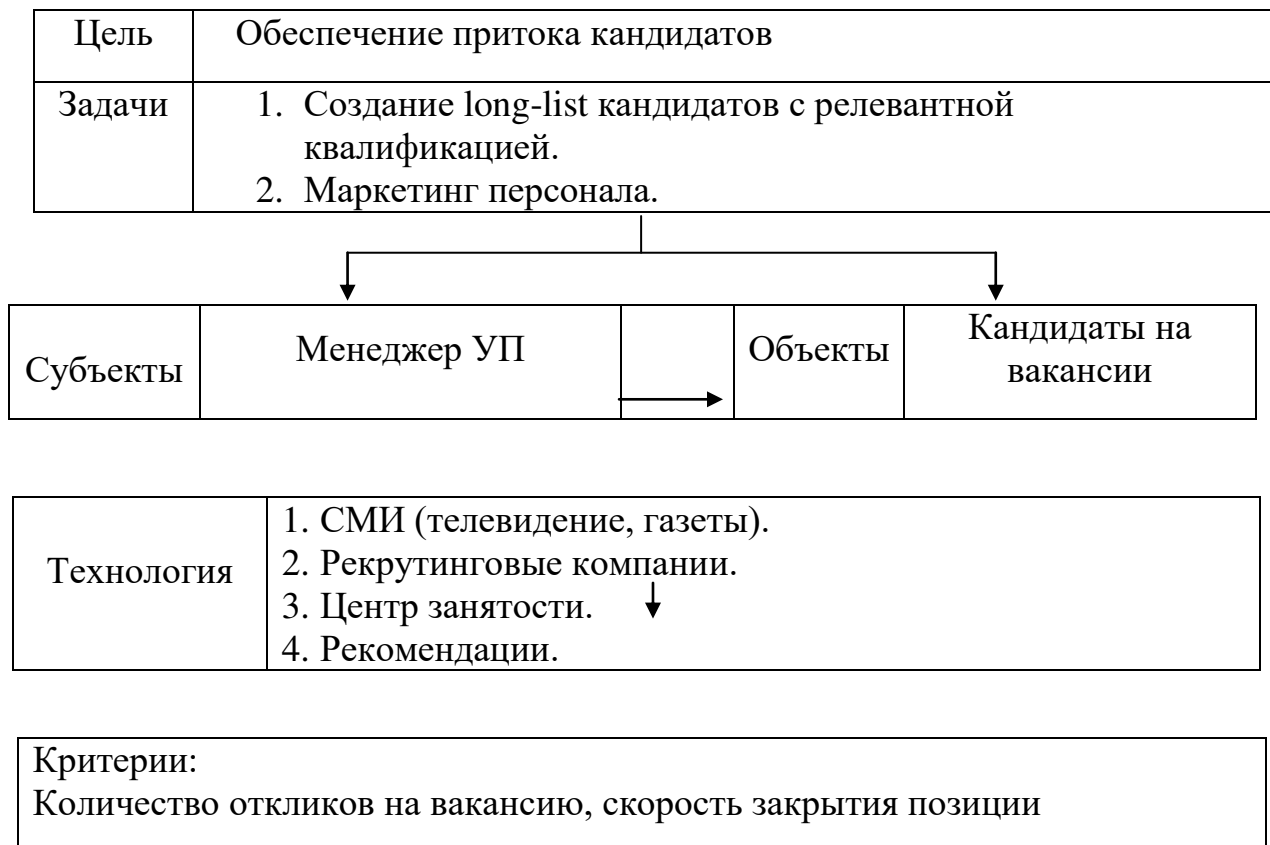 Цель
Обеспечение притока кандидатов
Задачи
1. Создание long-list кандидатов с релевантной
квалификацией.
2. Маркетинг персонала.
Субъекты
Менеджер УП
Объекты
Кандидаты на
вакансии
Технология
1. СМИ (телевидение, газеты).
2. Рекрутинговые компании.
3. Центр занятости.
4. Рекомендации.
Критерии:
Количество откликов на вакансию, скорость закрытия позиции